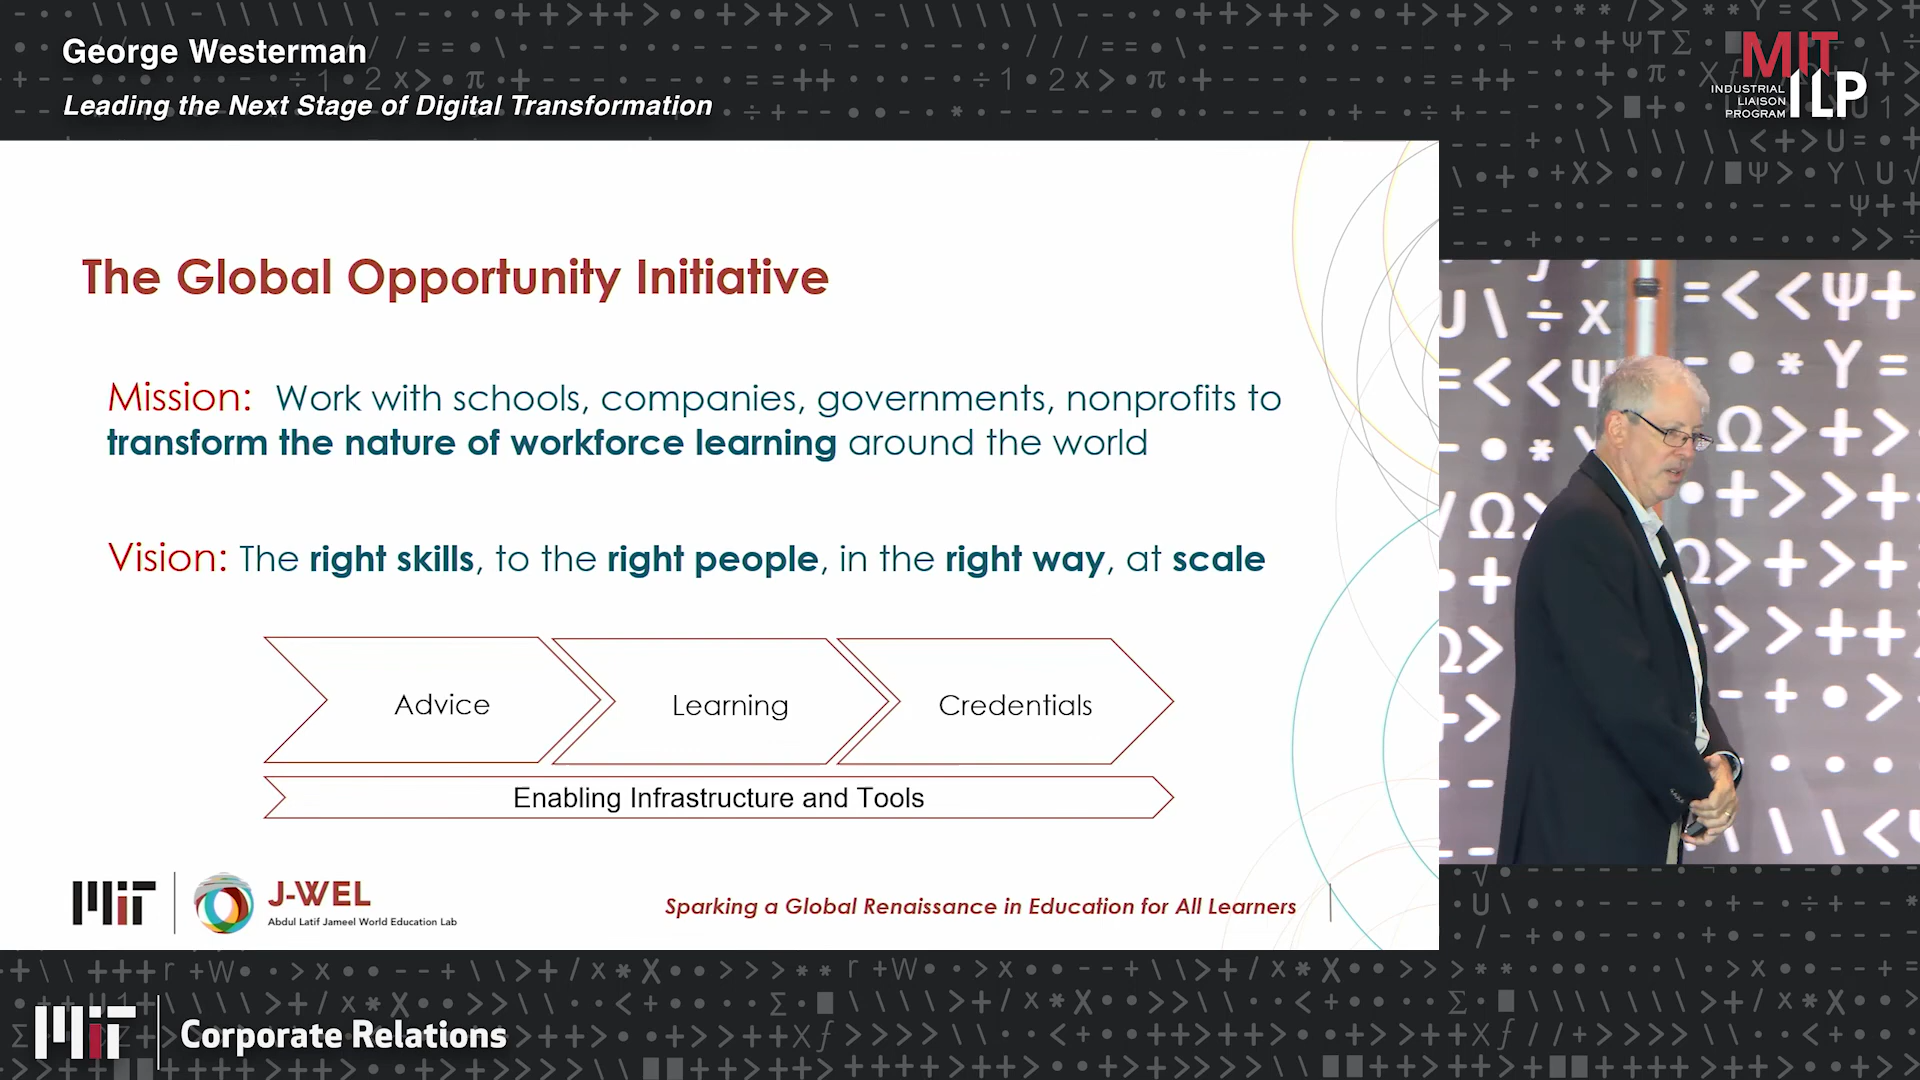 George Westerman
Leading the Next Stage of Digital Transformation
MIT
INDUSTRIAL
LIAISON
PROGRAM
ILP
The Global Opportunity Initiative
Mission: Work with schools, companies, governments, nonprofits to
transform the nature of workforce learning around the world
Vision: The right skills, to the right people, in the right way, at scale
Advice
Learning
Credentials
Enabling Infrastructure and Tools
MIT
J-WEL
Abdul Latif Jameel World Education Lab
Sparking a Global Renaissance in Education for All Learners
MIT
Corporate Relations